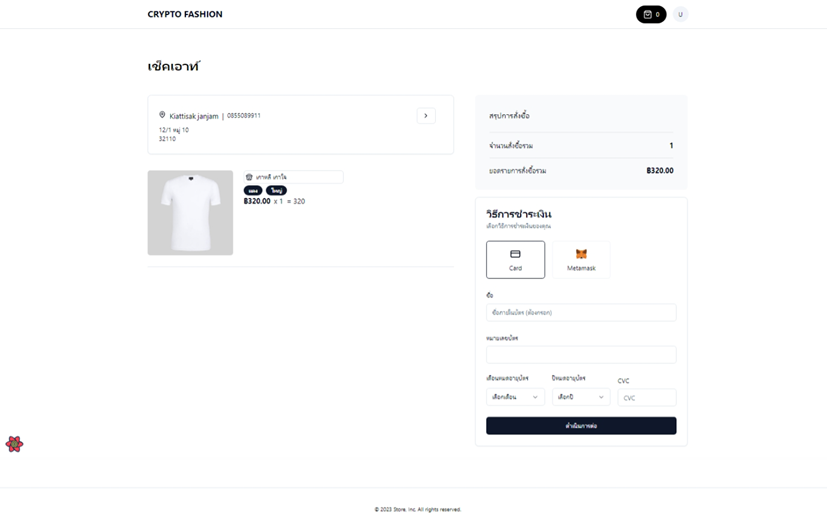 CRYPTO FASHION
0
U
เช็คเอาท์
Kiattisak janjam | 0855089911
12/1 หมู่ 10
32110
เกาหลี เกาใจ
แดง ใหญ่
฿320.00 x 1 = 320
สรุปการสั่งซื้อ
จำนวนสั่งซื้อรวม 1
ยอดรายการสั่งซื้อรวม ฿320.00
วิธีการชำระเงิน
เลือกวิธีการชำระเงินของคุณ
Card Metamask
ชื่อ
ชื่อตามในบัตร (ต้องกรอก)
หมายเลขบัตร
เดือนหมดอายุบัตร ปีหมดอายุบัตร CVC
เลือกเดือน เลือกปี CVC
ดำเนินการต่อ
© 2023 Store, Inc. All rights reserved.